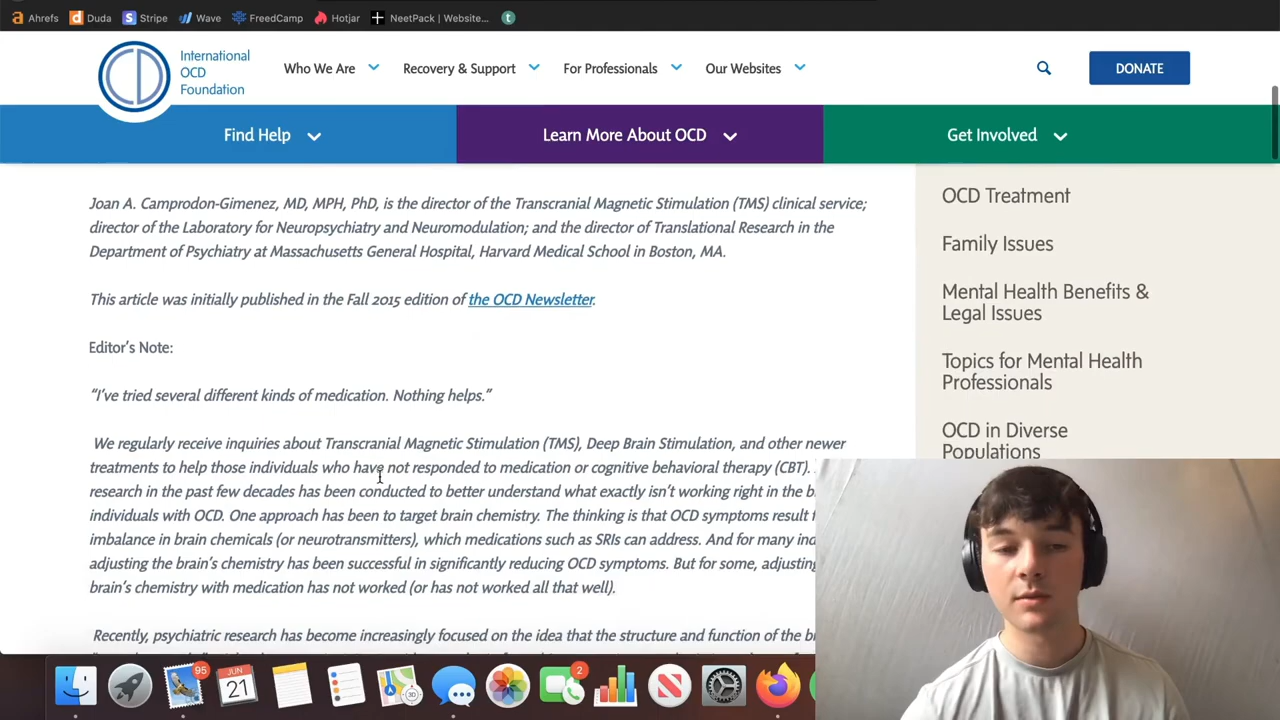 Ahrefs Duda Stripe Wave FreedCamp Hotjar NeetPack | Website...
International
OCD
Foundation
Who We Are Recovery & Support For Professionals Our Websites DONATE
Find Help Learn More About OCD Get Involved
Joan A. Camprodon-Gimenez, MD, MPH, PhD, is the director of the Transcranial Magnetic Stimulation (TMS) clinical service;
director of the Laboratory for Neuropsychiatry and Neuromodulation; and the director of Translational Research in the
Department of Psychiatry at Massachusetts General Hospital, Harvard Medical School in Boston, MA.
This article was initially published in the Fall 2015 edition of the OCD Newsletter.
Editor's Note:
“I've tried several different kinds of medication. Nothing helps.”
We regularly receive inquiries about Transcranial Magnetic Stimulation (TMS), Deep Brain Stimulation, and other newer
treatments to help those individuals who have not responded to medication or cognitive behavioral therapy (CBT).
research in the past few decades has been conducted to better understand what exactly isn't working right in the b
individuals with OCD. One approach has been to target brain chemistry. The thinking is that OCD symptoms result f
imbalance in brain chemicals (or neurotransmitters), which medications such as SRIs can address. And for many ind
adjusting the brain's chemistry has been successful in significantly reducing OCD symptoms. But for some, adjusting
brain's chemistry with medication has not worked (or has not worked all that well).
Recently, psychiatric research has become increasingly focused on the idea that the structure and function of the br
OCD Treatment
Family Issues
Mental Health Benefits &
Legal Issues
Topics for Mental Health
Professionals
OCD in Diverse
Populations
95
JUN
21
2